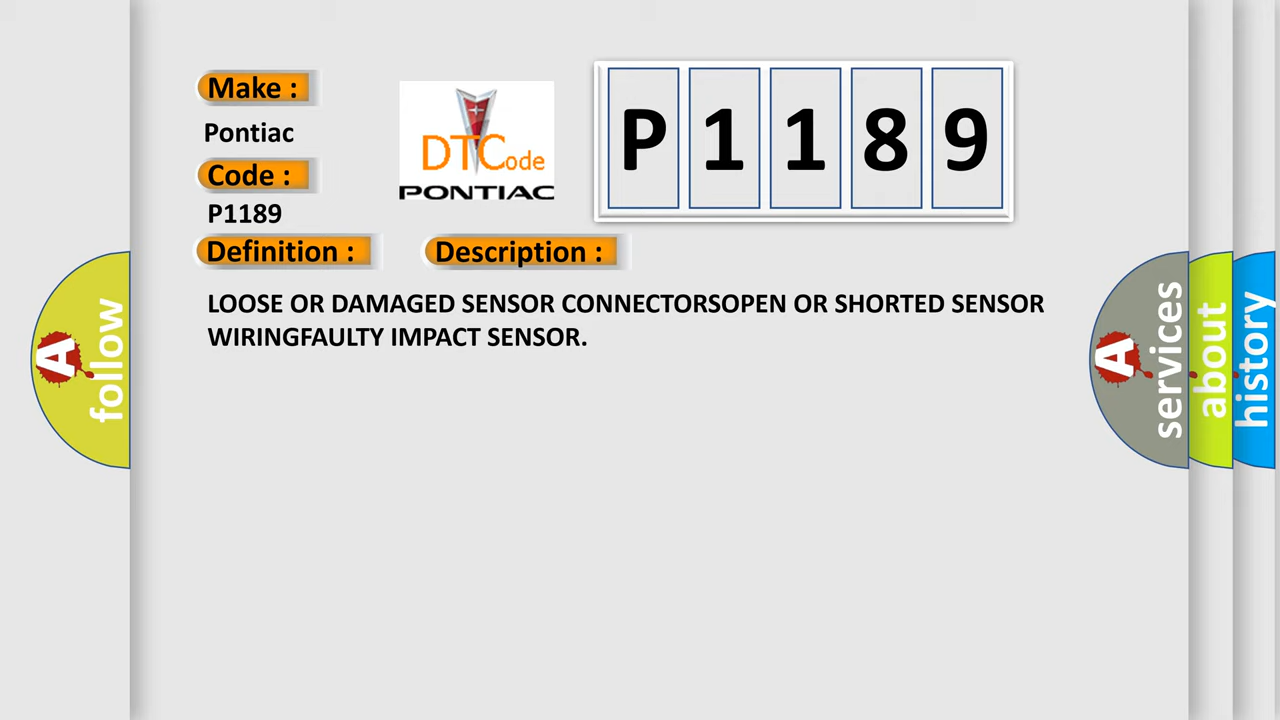 Make :
Pontiac
Code :
P1189
Definition :
Description :
LOOSE OR DAMAGED SENSOR CONNECTORSOPEN OR SHORTED SENSOR
WIRINGFAULTY IMPACT SENSOR.
DTCode
PONTIAC
P 1 1 8 9
A follow
A services
about
history